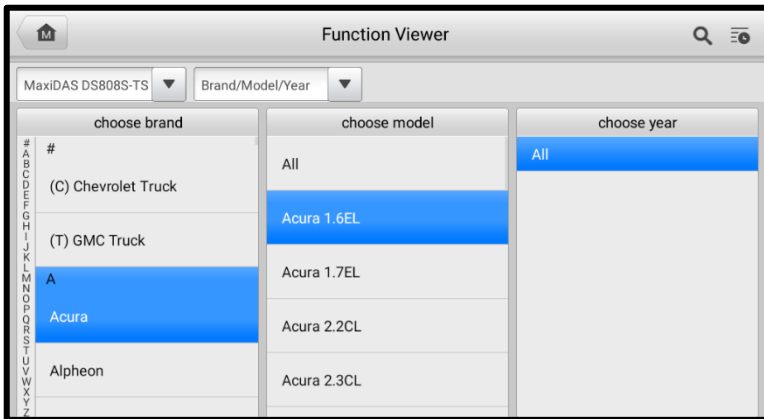 M
Function Viewer
MaxiDAS DS808S-TS
Brand/Model/Year
choose brand
choose model
choose year
#
A
B
C
D
E
F
G
H
I
J
K
L
M
N
O
P
Q
R
S
T
U
V
W
X
Y
Z
#
(C) Chevrolet Truck
(T) GMC Truck
A
Acura
Alpheon
All
Acura 1.6EL
Acura 1.7EL
Acura 2.2CL
Acura 2.3CL
All